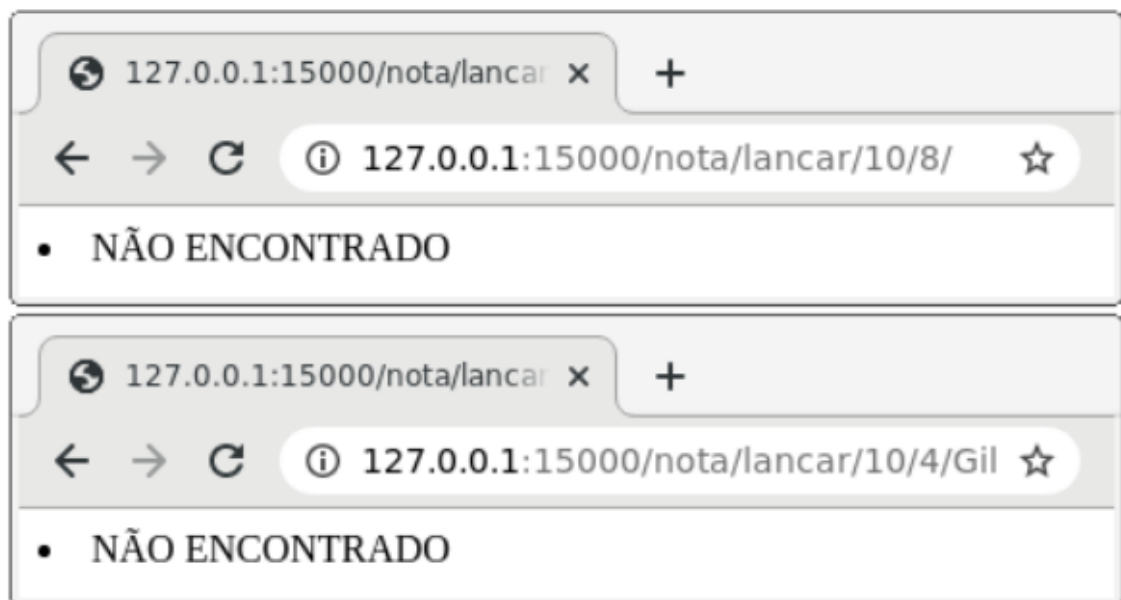 127.0.0.1:15000/nota/lancar
127.0.0.1:15000/nota/lancar/10/8/
NÃO ENCONTRADO
127.0.0.1:15000/nota/lancar
127.0.0.1:15000/nota/lancar/10/4/Gil
NÃO ENCONTRADO